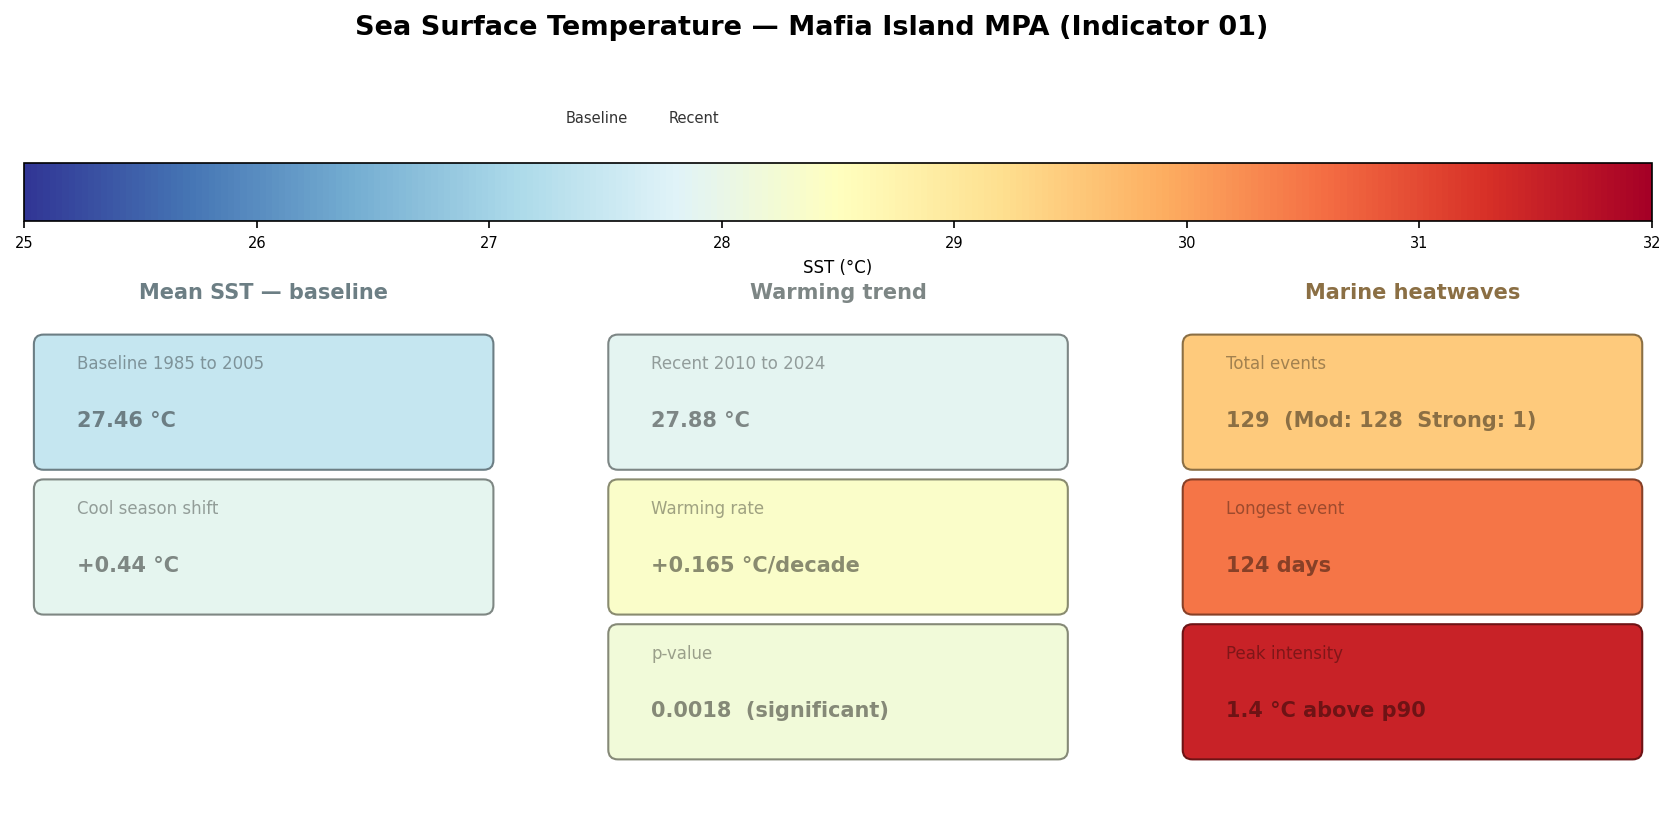 Sea Surface Temperature — Mafia Island MPA (Indicator 01)
Baseline Recent
25 26 27 28 29 30 31 32
SST (°C)
Mean SST — baseline
Baseline 1985 to 2005
27.46 °C
Cool season shift
+0.44 °C
Warming trend
Recent 2010 to 2024
27.88 °C
Warming rate
+0.165 °C/decade
p-value
0.0018 (significant)
Marine heatwaves
Total events
129 (Mod: 128 Strong: 1)
Longest event
124 days
Peak intensity
1.4 °C above p90